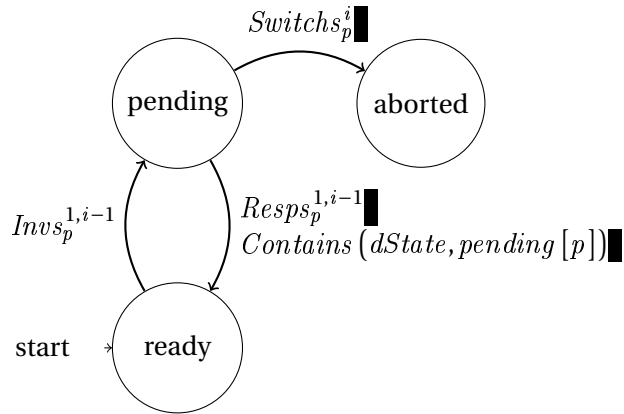 Switchs_p^i
pending
aborted
Invs_p^{1,i−1}
Resps_p^{1,i−1}
Contains (dState, pending [p])
start
ready